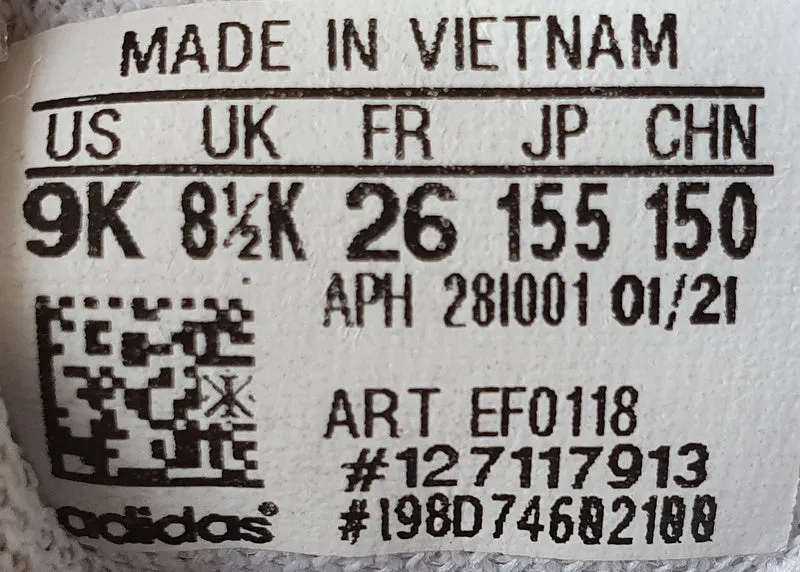 MADE IN VIETNAM
US UK FR JP CHN
9K 8½K 26 155 150
APH 281001 01/21
ART EF0118
#127117913
adidas® #I98D74602100